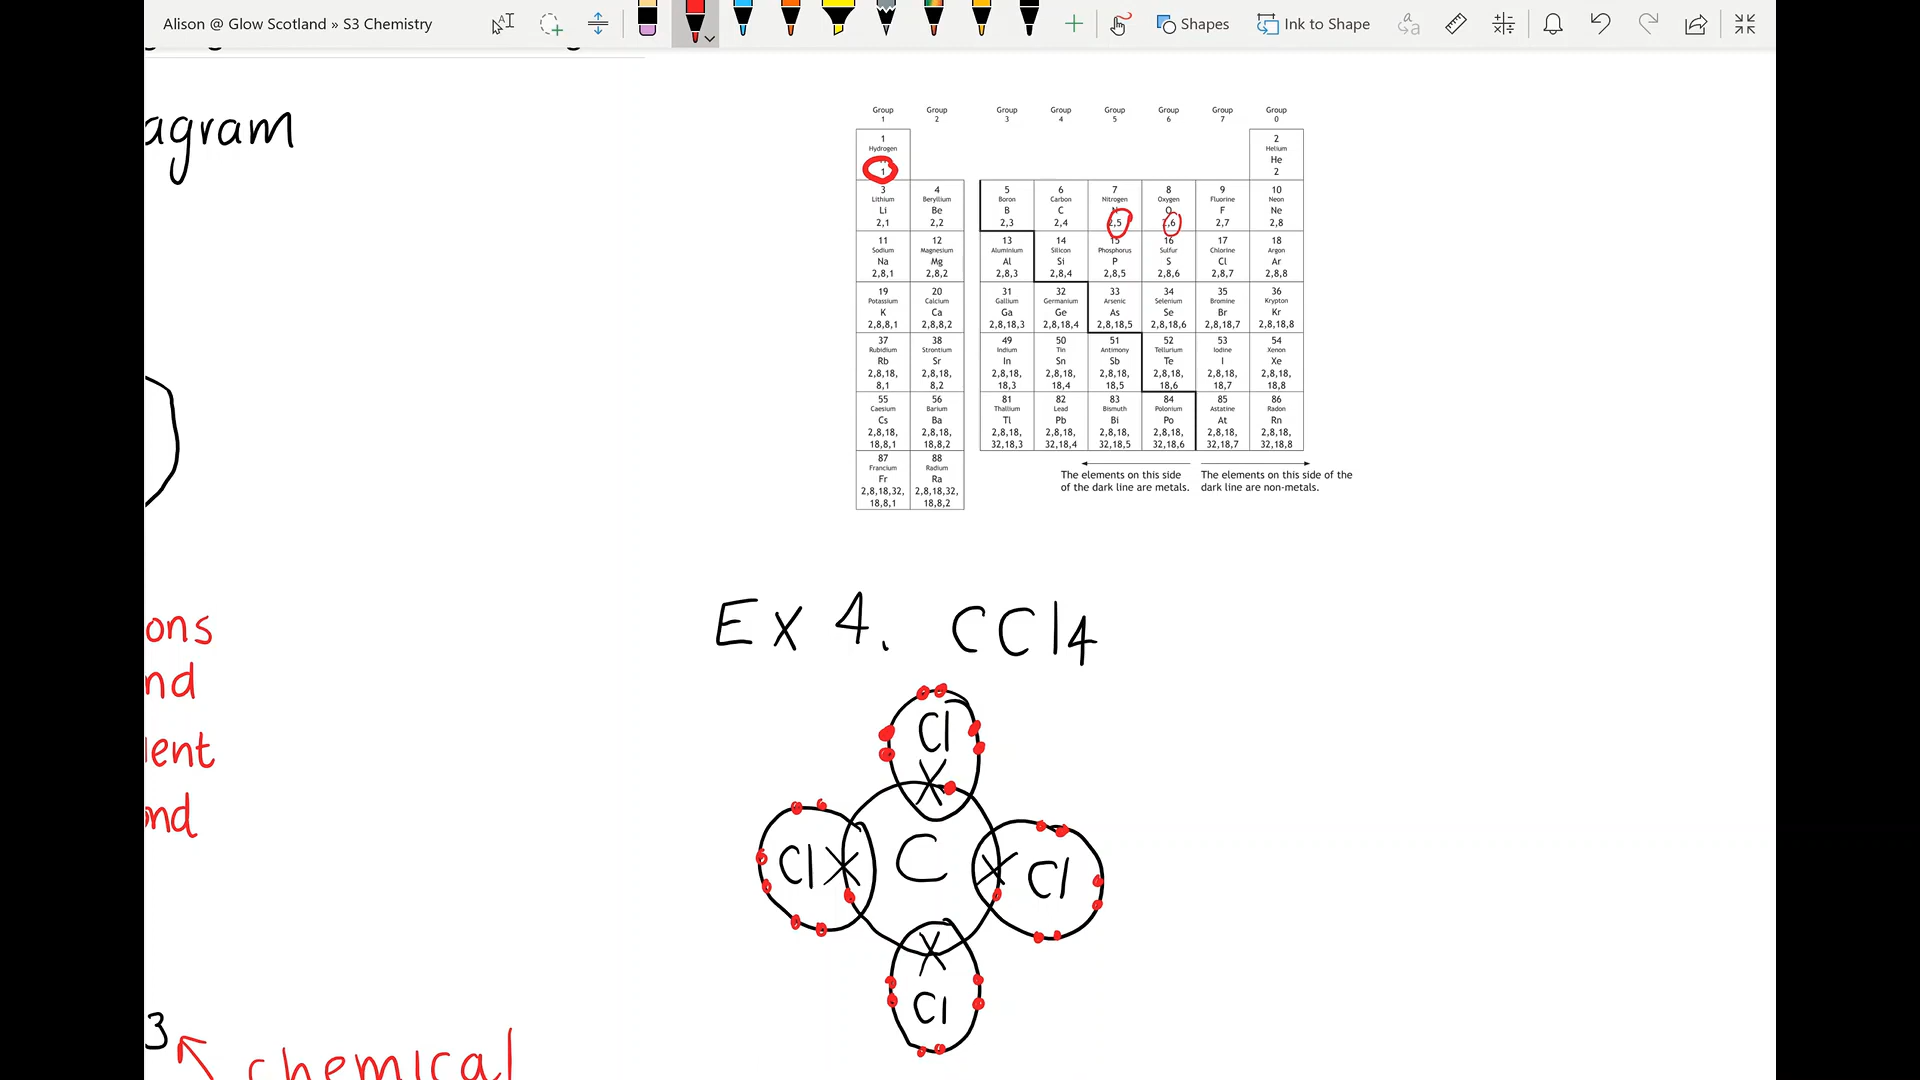 Alison @ Glow Scotland » S3 Chemistry
Shapes
Ink to Shape
agram
ons
nd
lent
ond
3
chemical
Group 1
Group 2
Group 3
Group 4
Group 5
Group 6
Group 7
Group 0
1 Hydrogen 1
2 Helium He 2
3 Lithium Li 2,1
4 Beryllium Be 2,2
5 Boron B 2,3
6 Carbon C 2,4
7 Nitrogen N 2,5
8 Oxygen O 2,6
9 Fluorine F 2,7
10 Neon Ne 2,8
11 Sodium Na 2,8,1
12 Magnesium Mg 2,8,2
13 Aluminium Al 2,8,3
14 Silicon Si 2,8,4
15 Phosphorus P 2,8,5
16 Sulfur S 2,8,6
17 Chlorine Cl 2,8,7
18 Argon Ar 2,8,8
19 Potassium K 2,8,8,1
20 Calcium Ca 2,8,8,2
31 Gallium Ga 2,8,18,3
32 Germanium Ge 2,8,18,4
33 Arsenic As 2,8,18,5
34 Selenium Se 2,8,18,6
35 Bromine Br 2,8,18,7
36 Krypton Kr 2,8,18,8
37 Rubidium Rb 2,8,18, 8,1
38 Strontium Sr 2,8,18, 8,2
49 Indium In 2,8,18, 18,3
50 Tin Sn 2,8,18, 18,4
51 Antimony Sb 2,8,18, 18,5
52 Tellurium Te 2,8,18, 18,6
53 Iodine I 2,8,18, 18,7
54 Xenon Xe 2,8,18, 18,8
55 Caesium Cs 2,8,18, 18,8,1
56 Barium Ba 2,8,18, 18,8,2
81 Thallium Tl 2,8,18, 32,18,3
82 Lead Pb 2,8,18, 32,18,4
83 Bismuth Bi 2,8,18, 32,18,5
84 Polonium Po 2,8,18, 32,18,6
85 Astatine At 2,8,18, 32,18,7
86 Radon Rn 2,8,18, 32,18,8
87 Francium Fr 2,8,18,32, 18,8,1
88 Radium Ra 2,8,18,32, 18,8,2
The elements on this side
of the dark line are metals.
The elements on this side of the
dark line are non-metals.
Ex 4. CCl4
Cl
X
Cl X C X Cl
X
Cl